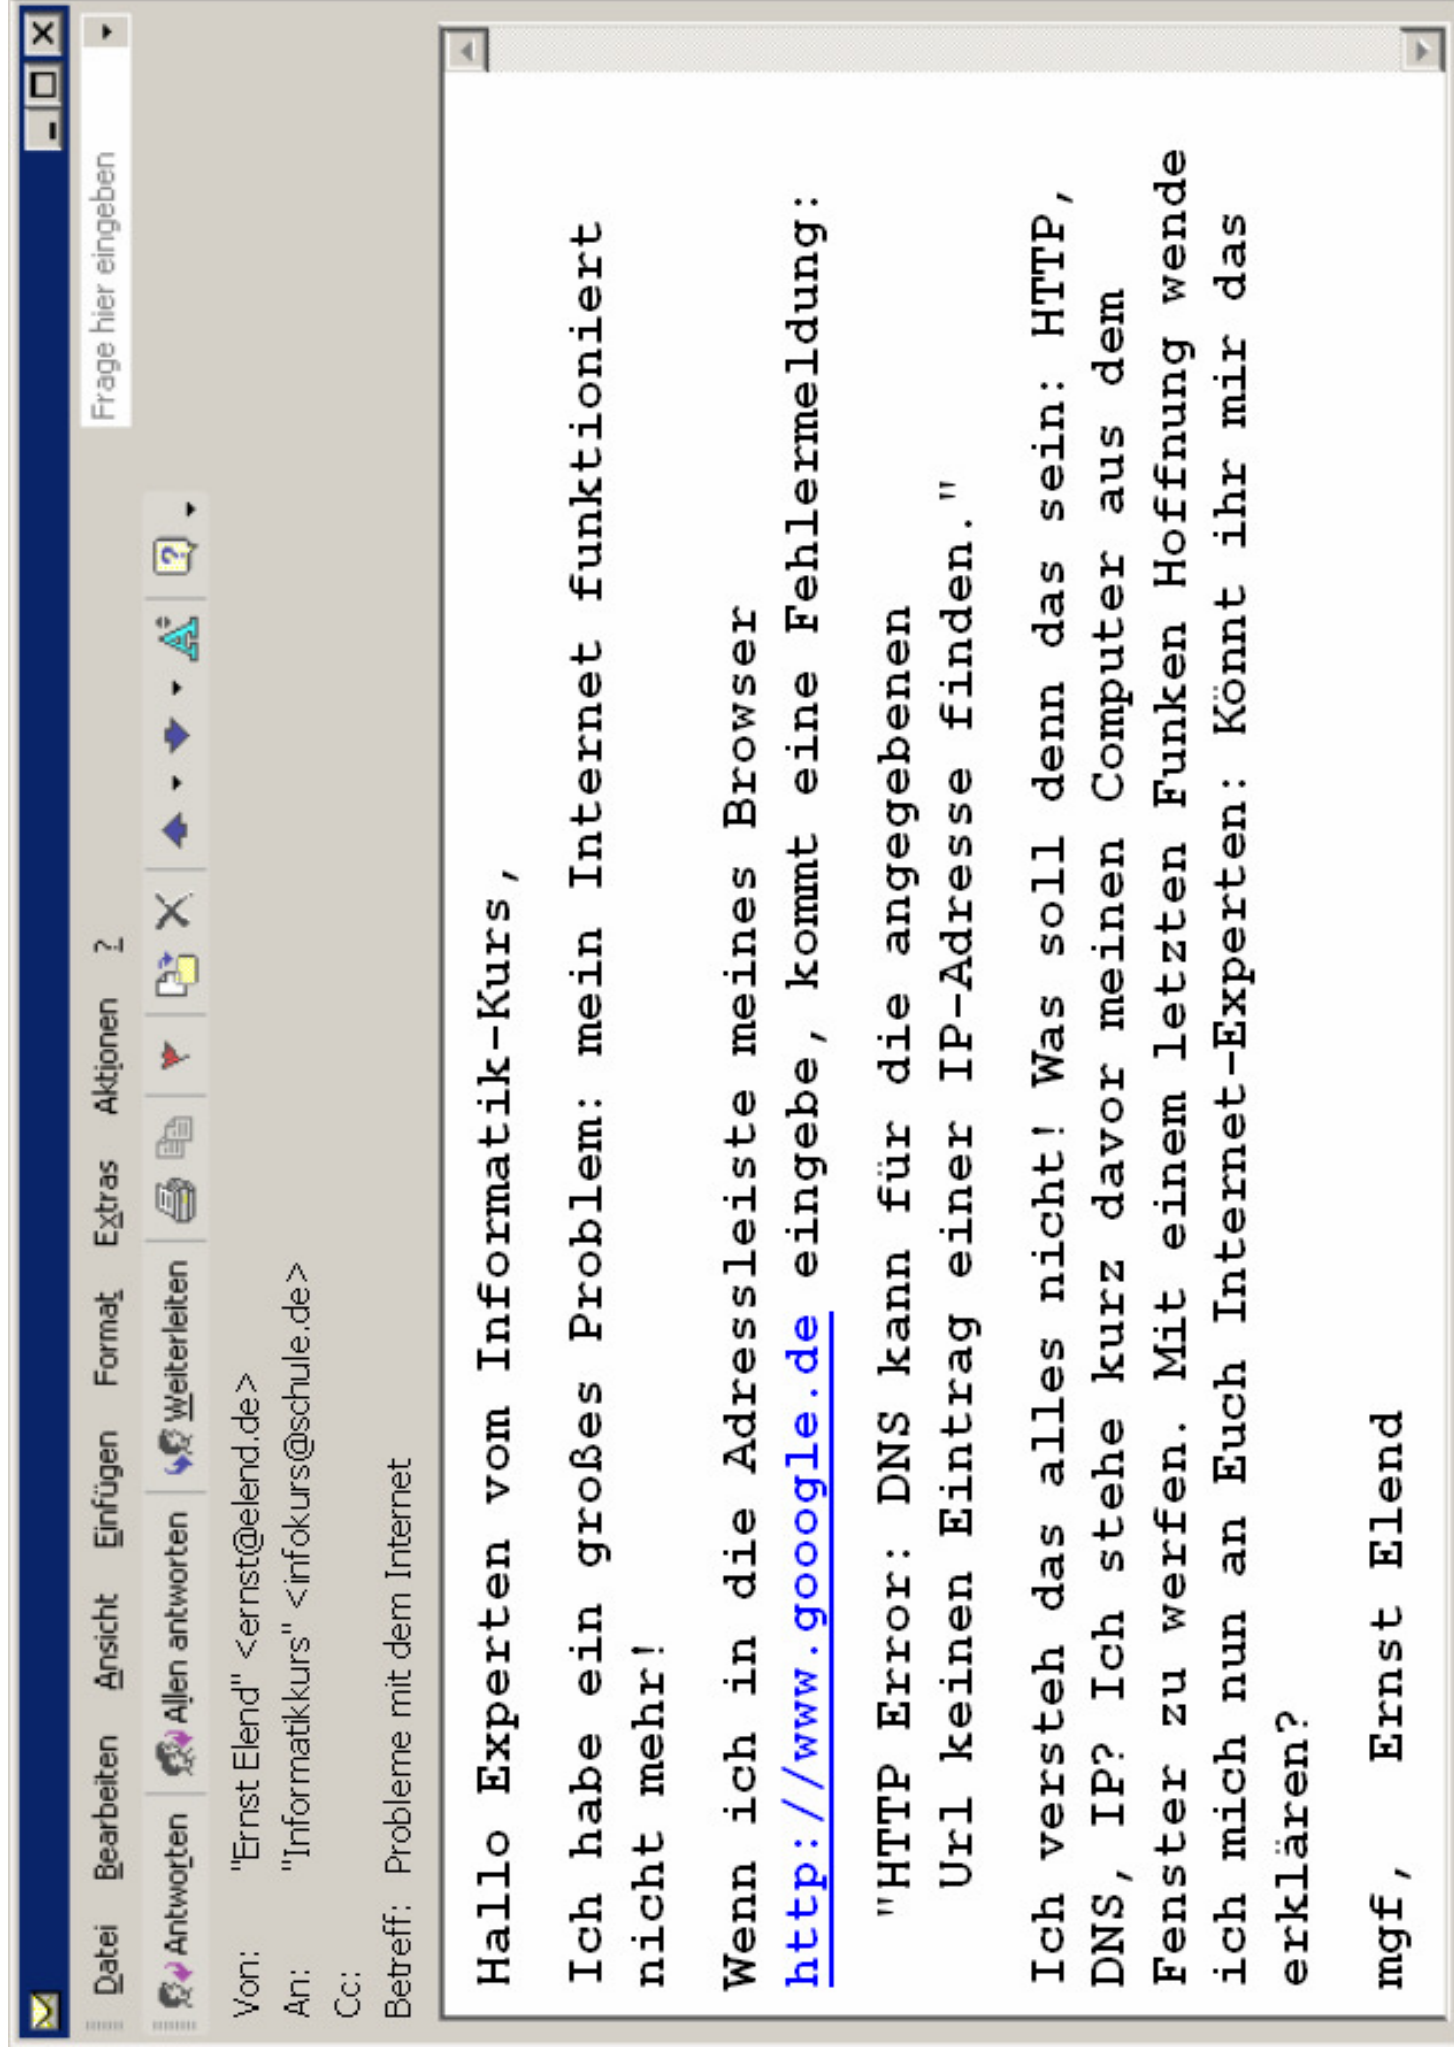 Frage hier eingeben
Datei Bearbeiten Ansicht Einfügen Format Extras Aktionen ?
Antworten Allen antworten Weiterleiten
Von: "Ernst Elend" <ernst@elend.de>
An: "Informatikkurs" <infokurs@schule.de>
Cc:
Betreff: Probleme mit dem Internet
Hallo Experten vom Informatik-Kurs,
Ich habe ein großes Problem: mein Internet funktioniert
nicht mehr!
Wenn ich in die Adressleiste meines Browser
http://www.gooogle.de eingebe, kommt eine Fehlermeldung:
"HTTP Error: DNS kann für die angegebenen
Url keinen Eintrag einer IP-Adresse finden."
Ich versteh das alles nicht! Was soll denn das sein: HTTP,
DNS, IP? Ich stehe kurz davor meinen Computer aus dem
Fenster zu werfen. Mit einem letzten Funken Hoffnung wende
ich mich nun an Euch Internet-Experten: Könnt ihr mir das
erklären?
mgf, Ernst Elend